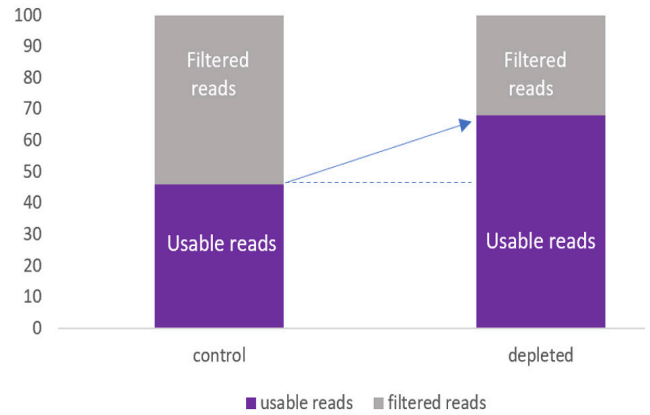 100
90
80
70
60
50
40
30
20
10
0
Filtered
reads
Usable reads
Filtered
reads
Usable reads
control
depleted
usable reads
filtered reads